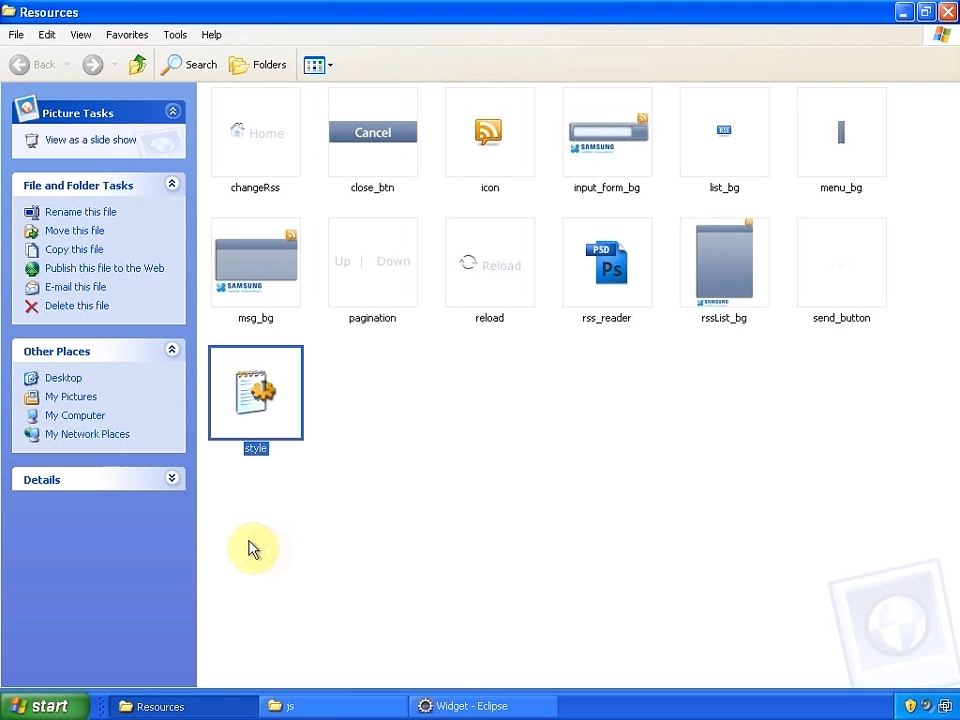 Resources
File Edit View Favorites Tools Help
Back Search Folders
Picture Tasks
View as a slide show
File and Folder Tasks
Rename this file
Move this file
Copy this file
Publish this file to the Web
E-mail this file
Delete this file
Other Places
Desktop
My Pictures
My Computer
My Network Places
Details
Home
Cancel
SAMSUNG
changeRss close_btn icon input_form_bg list_bg menu_bg
SAMSUNG
Up | Down
Reload
PSD
Ps
SAMSUNG
msg_bg pagination reload rss_reader rssList_bg send_button
style
start Resources js Widget - Eclipse